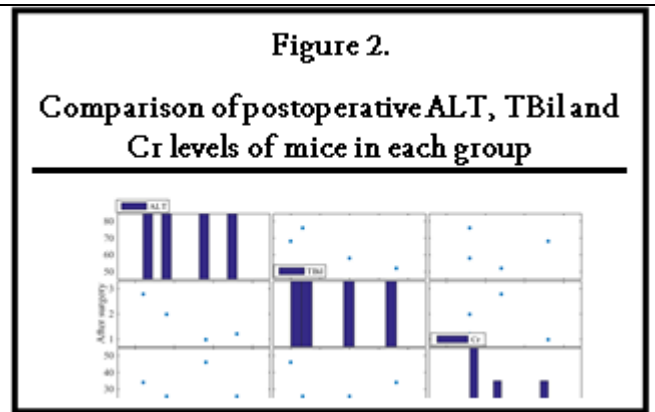 Figure 2.
Comparison of postoperative ALT, TBil and
Cr levels of mice in each group
ALT
80
70
60
50
TBil
After surgery
3
2
1
Cr
50
40
30